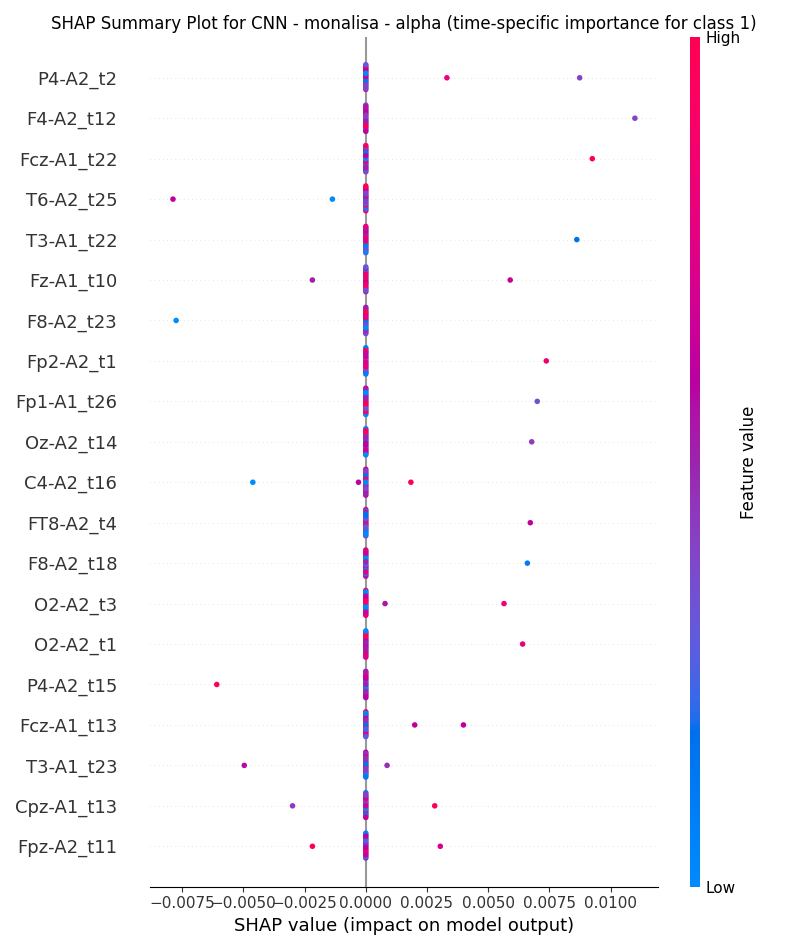 SHAP Summary Plot for CNN - monalisa - alpha (time-specific importance for class 1)
High
P4-A2_t2
F4-A2_t12
Fcz-A1_t22
T6-A2_t25
T3-A1_t22
Fz-A1_t10
F8-A2_t23
Fp2-A2_t1
Fp1-A1_t26
Oz-A2_t14
C4-A2_t16
FT8-A2_t4
F8-A2_t18
O2-A2_t3
O2-A2_t1
P4-A2_t15
Fcz-A1_t13
T3-A1_t23
Cpz-A1_t13
Fpz-A2_t11
Feature value
Low
−0.0075 −0.0050 −0.0025 0.0000 0.0025 0.0050 0.0075 0.0100
SHAP value (impact on model output)